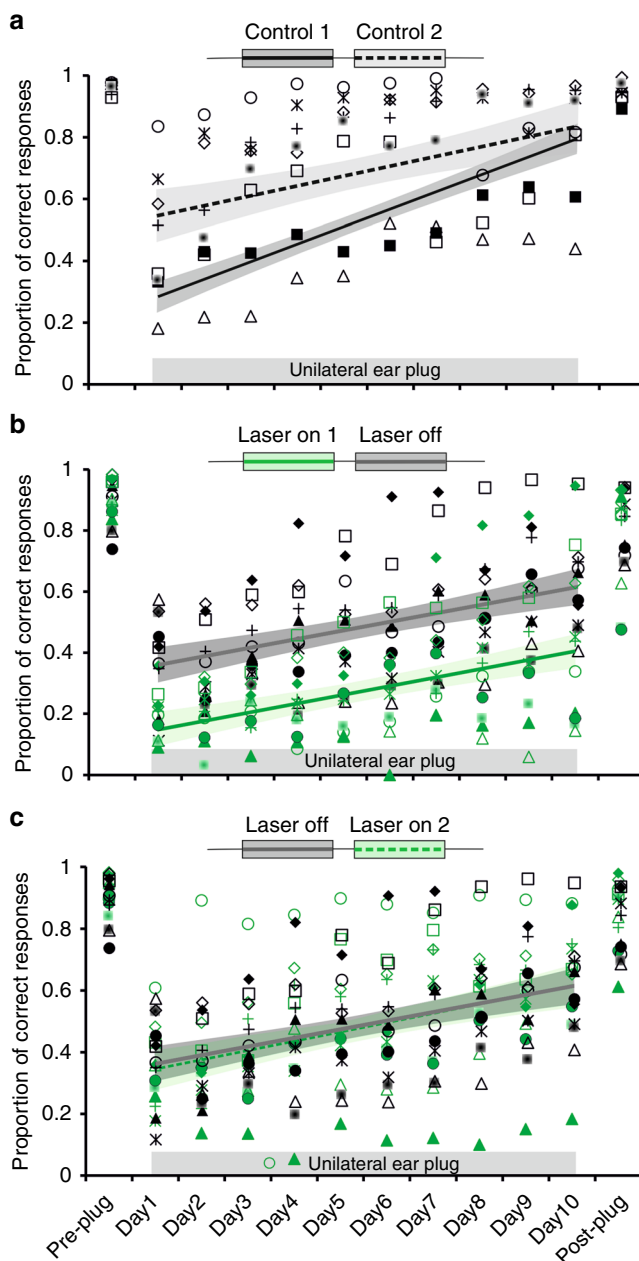 a
Control 1 Control 2
Proportion of correct responses
1
0.8
0.6
0.4
0.2
0
Unilateral ear plug
b
Laser on 1 Laser off
Proportion of correct responses
1
0.8
0.6
0.4
0.2
0
Unilateral ear plug
c
Laser off Laser on 2
Proportion of correct responses
1
0.8
0.6
0.4
0.2
0
Unilateral ear plug
Pre-plug Day1 Day2 Day3 Day4 Day5 Day6 Day7 Day8 Day9 Day10 Post-plug